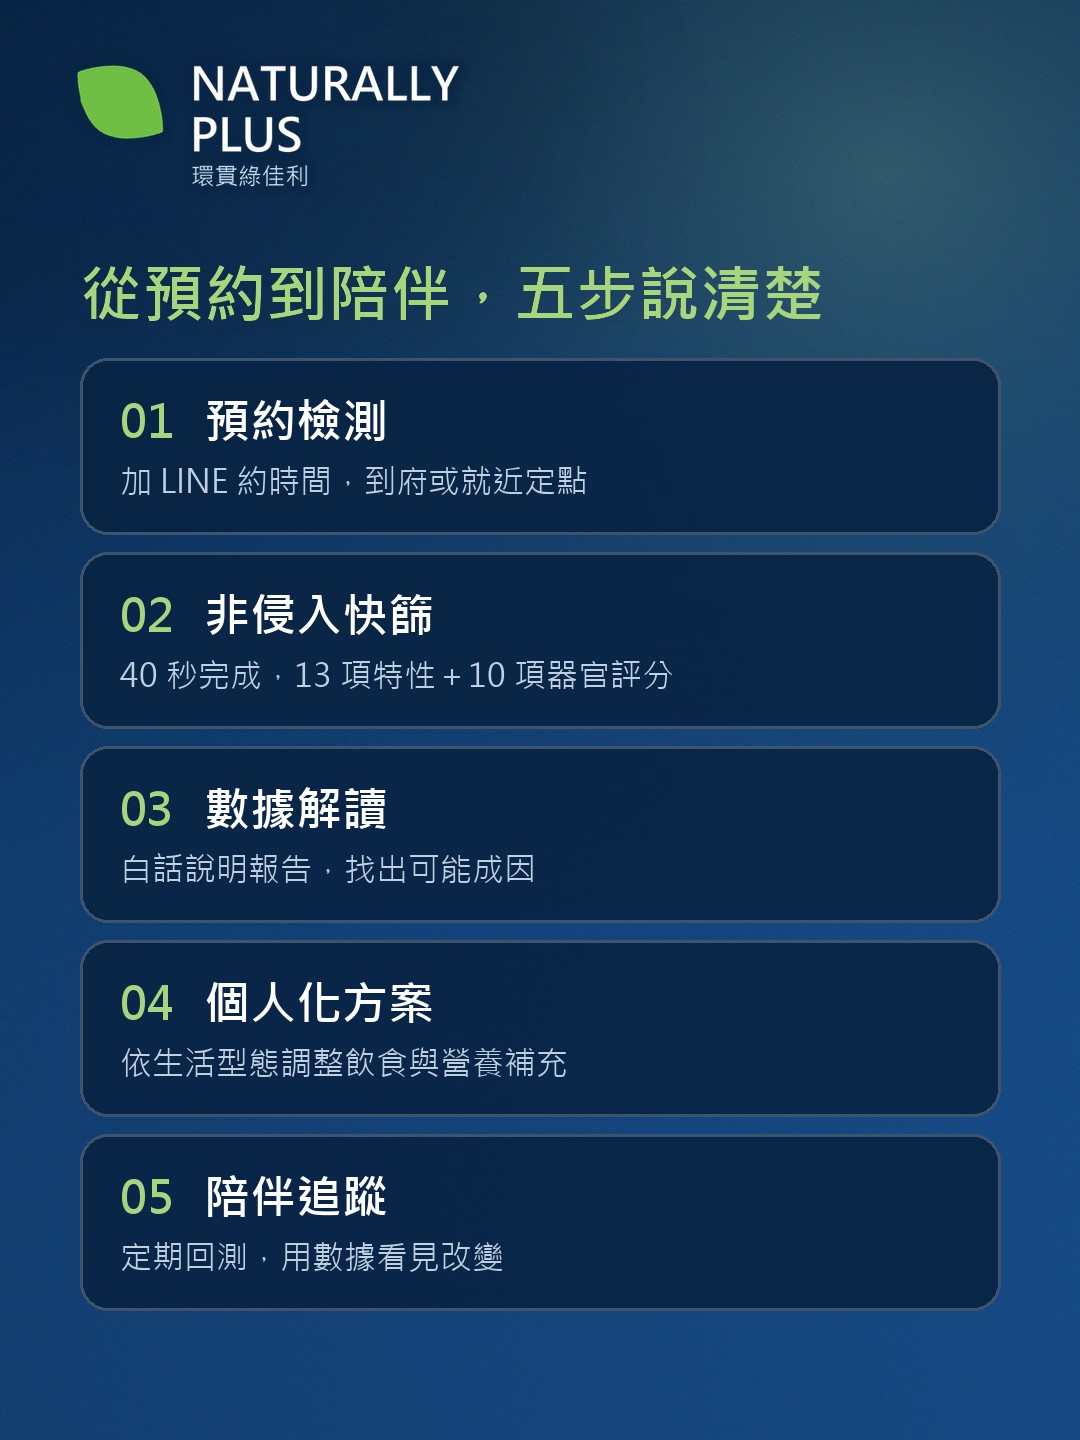 NATURALLY
PLUS
環貫綠佳利
從預約到陪伴，五步說清楚
01 預約檢測
加 LINE 約時間，到府或就近定點
02 非侵入快篩
40 秒完成，13 項特性＋10 項器官評分
03 數據解讀
白話說明報告，找出可能成因
04 個人化方案
依生活型態調整飲食與營養補充
05 陪伴追蹤
定期回測，用數據看見改變